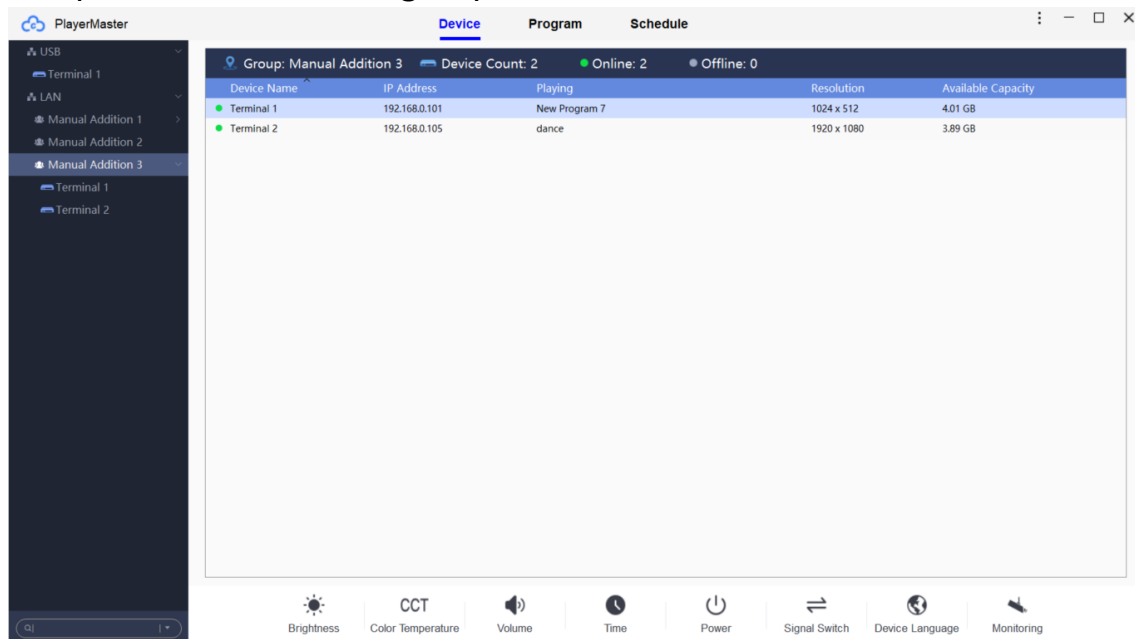 PlayerMaster
Device Program Schedule
USB
Terminal 1
LAN
Manual Addition 1
Manual Addition 2
Manual Addition 3
Terminal 1
Terminal 2
Group: Manual Addition 3 Device Count: 2 Online: 2 Offline: 0
Device Name IP Address Playing Resolution Available Capacity
Terminal 1 192.168.0.101 New Program 7 1024 x 512 4.01 GB
Terminal 2 192.168.0.105 dance 1920 x 1080 3.89 GB
CCT
Brightness Color Temperature Volume Time Power Signal Switch Device Language Monitoring